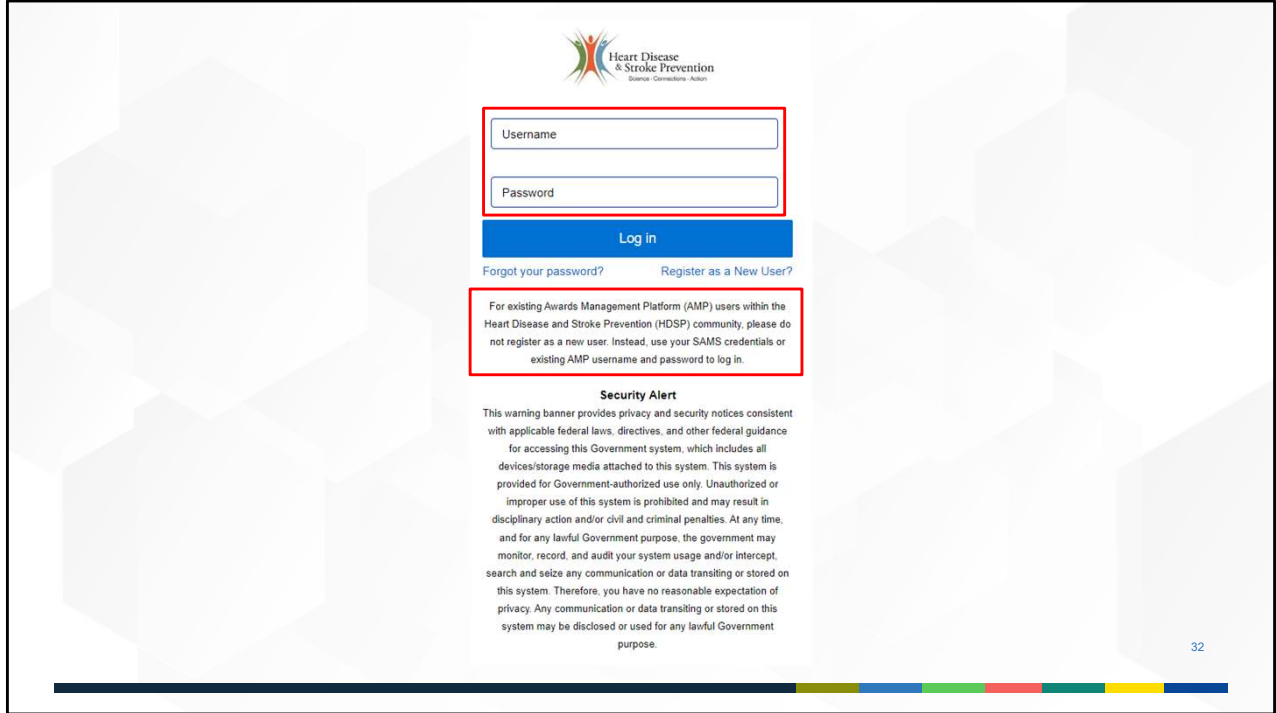 Heart Disease
& Stroke Prevention
Science - Connections - Action
Username
Password
Log in
Forgot your password?
Register as a New User?
For existing Awards Management Platform (AMP) users within the
Heart Disease and Stroke Prevention (HDSP) community, please do
not register as a new user. Instead, use your SAMS credentials or
existing AMP username and password to log in.
Security Alert
This warning banner provides privacy and security notices consistent
with applicable federal laws, directives, and other federal guidance
for accessing this Government system, which includes all
devices/storage media attached to this system. This system is
provided for Government-authorized use only. Unauthorized or
improper use of this system is prohibited and may result in
disciplinary action and/or civil and criminal penalties. At any time,
and for any lawful Government purpose, the government may
monitor, record, and audit your system usage and/or intercept,
search and seize any communication or data transiting or stored on
this system. Therefore, you have no reasonable expectation of
privacy. Any communication or data transiting or stored on this
system may be disclosed or used for any lawful Government
purpose.
32